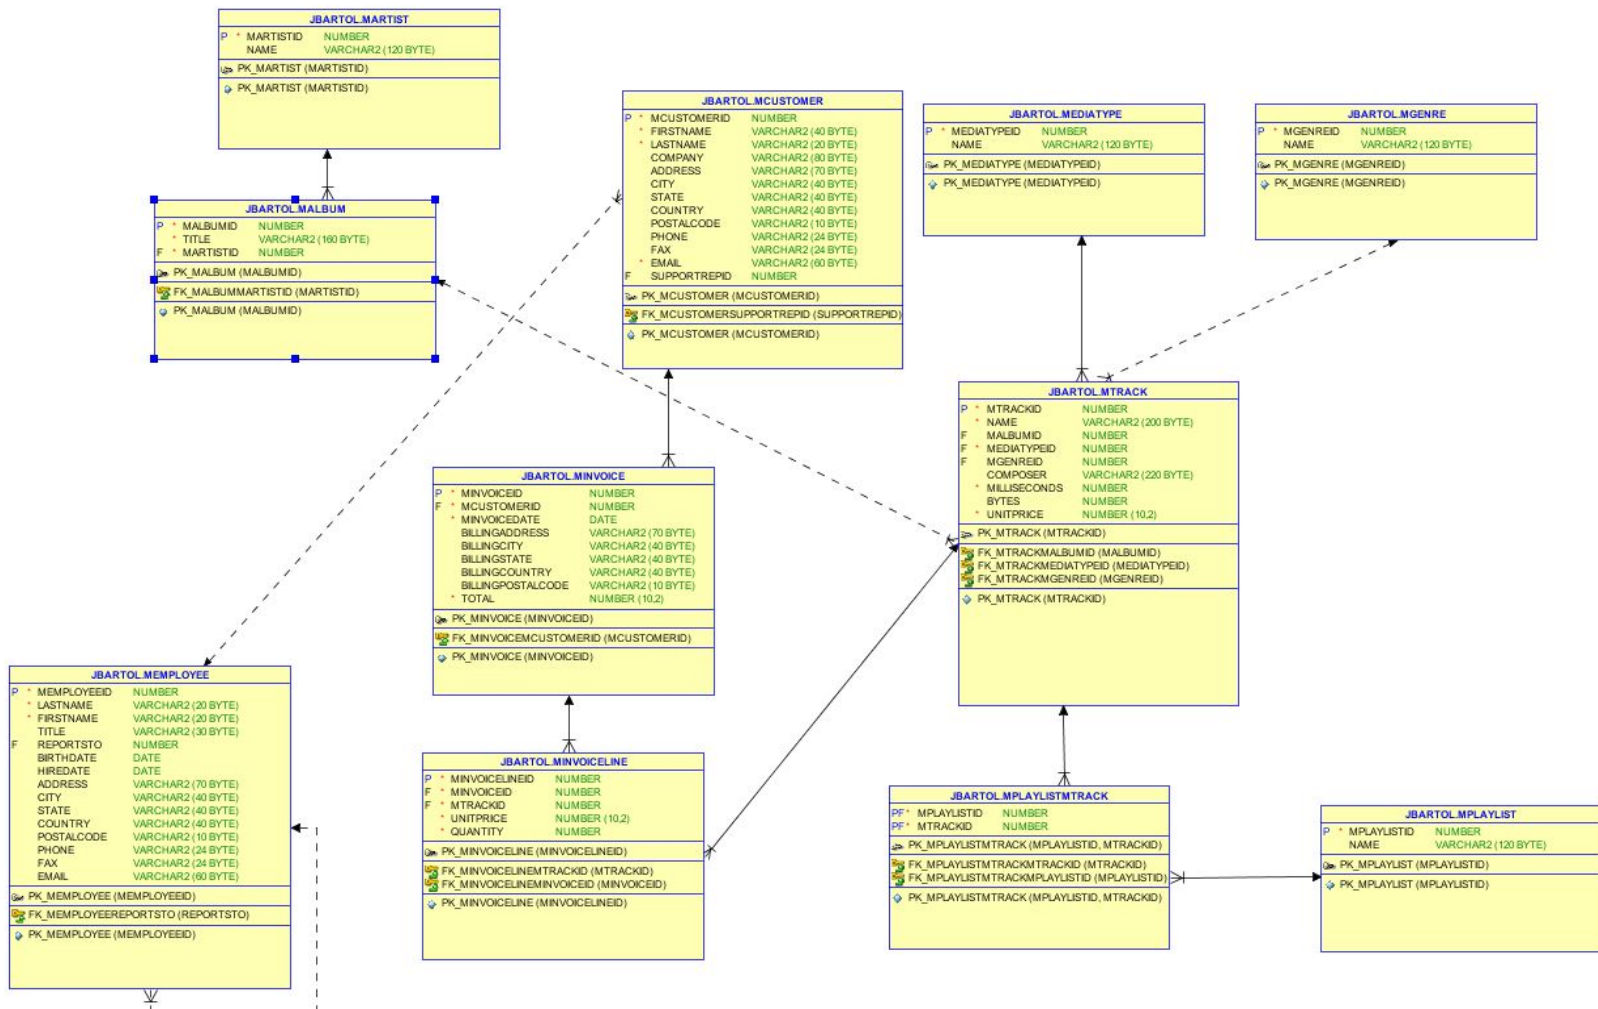 JBARTOL.MARTIST
P * MARTISTID NUMBER
NAME VARCHAR2 (120 BYTE)
PK_MARTIST (MARTISTID)
PK_MARTIST (MARTISTID)
JBARTOL.MALBUM
P * MALBUMID NUMBER
* TITLE VARCHAR2 (160 BYTE)
F * MARTISTID NUMBER
PK_MALBUM (MALBUMID)
FK_MALBUMMARTISTID (MARTISTID)
PK_MALBUM (MALBUMID)
JBARTOL.MCUSTOMER
P * MCUSTOMERID NUMBER
* FIRSTNAME VARCHAR2 (40 BYTE)
* LASTNAME VARCHAR2 (20 BYTE)
COMPANY VARCHAR2 (80 BYTE)
ADDRESS VARCHAR2 (70 BYTE)
CITY VARCHAR2 (40 BYTE)
STATE VARCHAR2 (40 BYTE)
COUNTRY VARCHAR2 (40 BYTE)
POSTALCODE VARCHAR2 (10 BYTE)
PHONE VARCHAR2 (24 BYTE)
FAX VARCHAR2 (24 BYTE)
* EMAIL VARCHAR2 (60 BYTE)
F SUPPORTREPID NUMBER
PK_MCUSTOMER (MCUSTOMERID)
FK_MCUSTOMERSUPPORTREPID (SUPPORTREPID)
PK_MCUSTOMER (MCUSTOMERID)
JBARTOL.MEDIATYPE
P * MEDIATYPEID NUMBER
NAME VARCHAR2 (120 BYTE)
PK_MEDIATYPE (MEDIATYPEID)
PK_MEDIATYPE (MEDIATYPEID)
JBARTOL.MGENRE
P * MGENREID NUMBER
NAME VARCHAR2 (120 BYTE)
PK_MGENRE (MGENREID)
PK_MGENRE (MGENREID)
JBARTOL.MTRACK
P * MTRACKID NUMBER
* NAME VARCHAR2 (200 BYTE)
F MALBUMID NUMBER
F * MEDIATYPEID NUMBER
F MGENREID NUMBER
COMPOSER VARCHAR2 (220 BYTE)
* MILLISECONDS NUMBER
BYTES NUMBER
* UNITPRICE NUMBER (10,2)
PK_MTRACK (MTRACKID)
FK_MTRACKMALBUMID (MALBUMID)
FK_MTRACKMEDIATYPEID (MEDIATYPEID)
FK_MTRACKMGENREID (MGENREID)
PK_MTRACK (MTRACKID)
JBARTOL.MINVOICE
P * MINVOICEID NUMBER
F * MCUSTOMERID NUMBER
* MINVOICEDATE DATE
BILLINGADDRESS VARCHAR2 (70 BYTE)
BILLINGCITY VARCHAR2 (40 BYTE)
BILLINGSTATE VARCHAR2 (40 BYTE)
BILLINGCOUNTRY VARCHAR2 (40 BYTE)
BILLINGPOSTALCODE VARCHAR2 (10 BYTE)
* TOTAL NUMBER (10,2)
PK_MINVOICE (MINVOICEID)
FK_MINVOICEMCUSTOMERID (MCUSTOMERID)
PK_MINVOICE (MINVOICEID)
JBARTOL.MEMPLOYEE
P * MEMPLOYEEID NUMBER
* LASTNAME VARCHAR2 (20 BYTE)
* FIRSTNAME VARCHAR2 (20 BYTE)
TITLE VARCHAR2 (30 BYTE)
F REPORTSTO NUMBER
BIRTHDATE DATE
HIREDATE DATE
ADDRESS VARCHAR2 (70 BYTE)
CITY VARCHAR2 (40 BYTE)
STATE VARCHAR2 (40 BYTE)
COUNTRY VARCHAR2 (40 BYTE)
POSTALCODE VARCHAR2 (10 BYTE)
PHONE VARCHAR2 (24 BYTE)
FAX VARCHAR2 (24 BYTE)
EMAIL VARCHAR2 (60 BYTE)
PK_MEMPLOYEE (MEMPLOYEEID)
FK_MEMPLOYEEREPORTSTO (REPORTSTO)
PK_MEMPLOYEE (MEMPLOYEEID)
JBARTOL.MINVOICELINE
P * MINVOICELINEID NUMBER
F * MINVOICEID NUMBER
F * MTRACKID NUMBER
* UNITPRICE NUMBER (10,2)
* QUANTITY NUMBER
PK_MINVOICELINE (MINVOICELINEID)
FK_MINVOICELINEMTRACKID (MTRACKID)
FK_MINVOICELINEMINVOICEID (MINVOICEID)
PK_MINVOICELINE (MINVOICELINEID)
JBARTOL.MPLAYLISTMTRACK
PF * MPLAYLISTID NUMBER
PF * MTRACKID NUMBER
PK_MPLAYLISTMTRACK (MPLAYLISTID, MTRACKID)
FK_MPLAYLISTMTRACKMTRACKID (MTRACKID)
FK_MPLAYLISTMTRACKMPLAYLISTID (MPLAYLISTID)
PK_MPLAYLISTMTRACK (MPLAYLISTID, MTRACKID)
JBARTOL.MPLAYLIST
P * MPLAYLISTID NUMBER
NAME VARCHAR2 (120 BYTE)
PK_MPLAYLIST (MPLAYLISTID)
PK_MPLAYLIST (MPLAYLISTID)